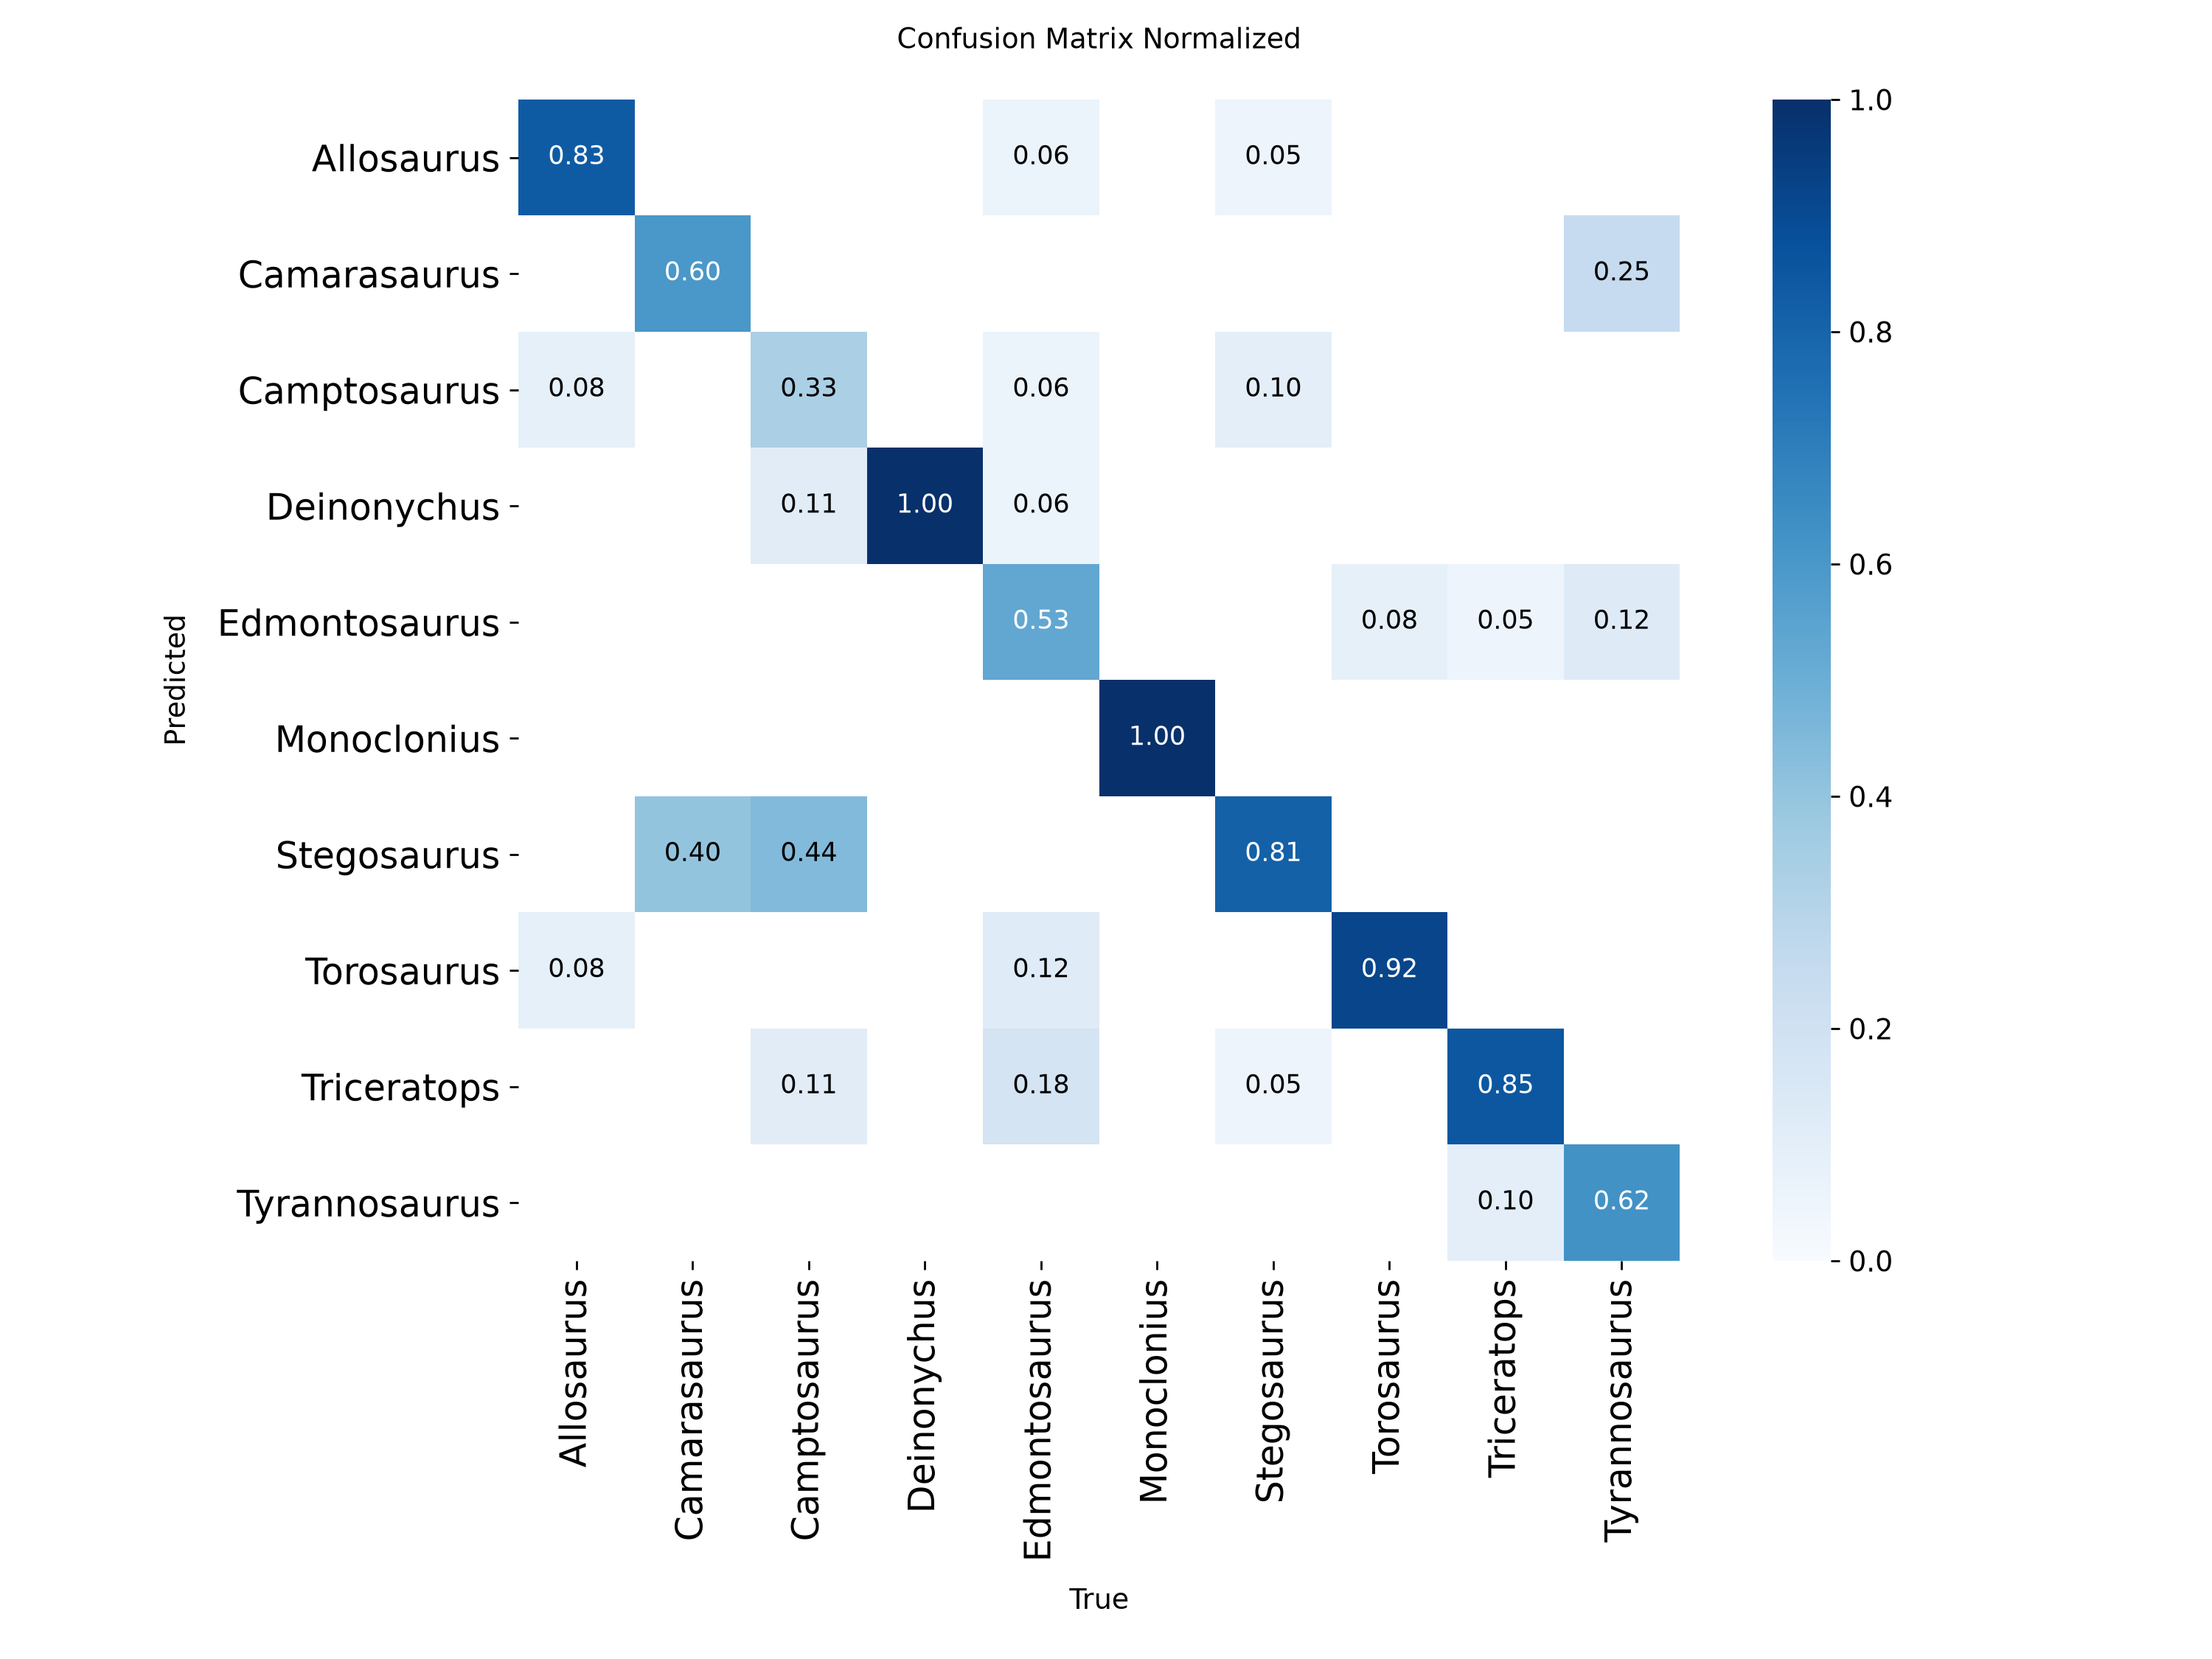 Confusion Matrix Normalized
1.0
Allosaurus 0.83 0.06 0.05
Camarasaurus 0.60 0.25
0.8
Camptosaurus 0.08 0.33 0.06 0.10
Deinonychus 0.11 1.00 0.06
0.6
Edmontosaurus 0.53 0.08 0.05 0.12
Predicted
Monoclonius 1.00
0.4
Stegosaurus 0.40 0.44 0.81
Torosaurus 0.08 0.12 0.92
0.2
Triceratops 0.11 0.18 0.05 0.85
Tyrannosaurus 0.10 0.62
0.0
Allosaurus
Camarasaurus
Camptosaurus
Deinonychus
Edmontosaurus
Monoclonius
Stegosaurus
Torosaurus
Triceratops
Tyrannosaurus
True